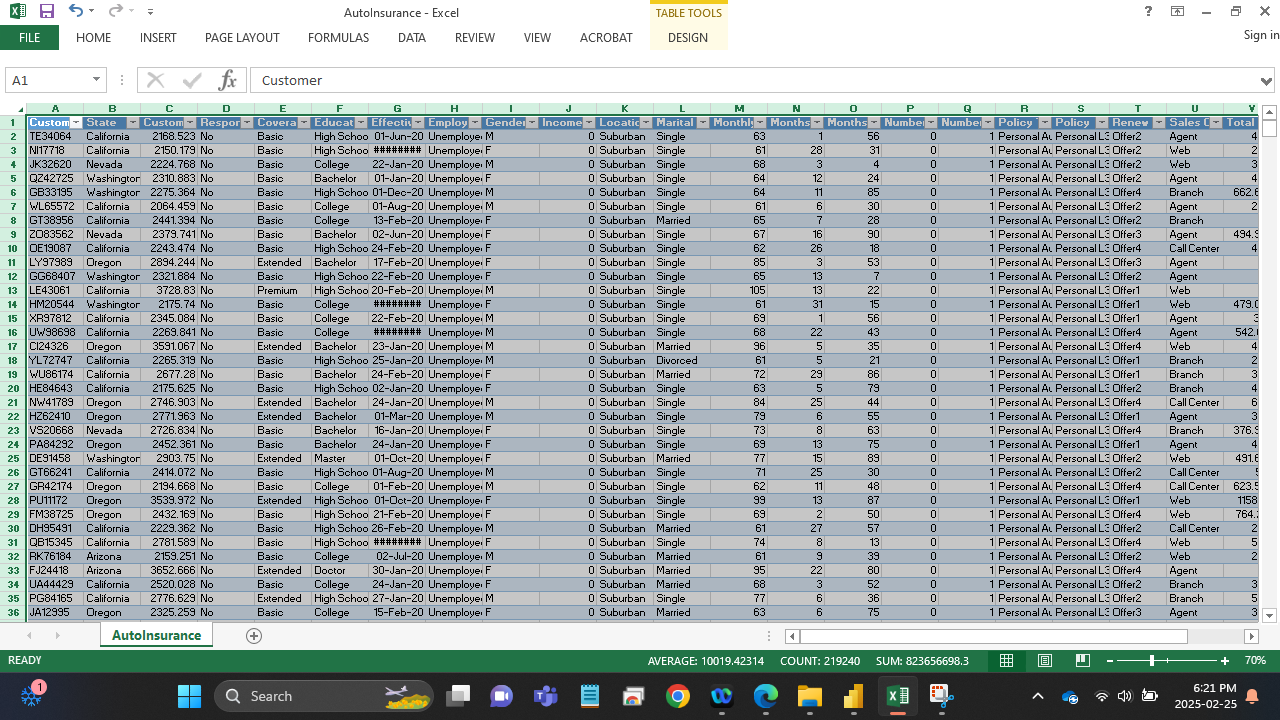 AutoInsurance - Excel
TABLE TOOLS
FILE HOME INSERT PAGE LAYOUT FORMULAS DATA REVIEW VIEW ACROBAT DESIGN Sign in
A1 fx Customer
A B C D E F G H I J K L M N O P Q R S T U V
1 Custom State Custom Respor Covera Educat Effectiv Employ Gender Income Locatic Marital Monthly Months Months Number Number Policy Policy Renew Sales C Total
2 TE34064 California 2168.523 No Basic High Schoo 01-Jun-20 Unemploye M 0 Suburban Single 63 1 56 0 1 Personal Au Personal L3 Offer2 Agent 4
3 NI17718 California 2150.179 No Basic High Schoo ######## Unemploye F 0 Suburban Single 61 28 31 0 1 Personal Au Personal L3 Offer2 Web 2
4 JK32620 Nevada 2224.768 No Basic College 22-Jan-20 Unemploye M 0 Suburban Single 68 3 4 0 1 Personal Au Personal L3 Offer2 Web 3
5 QZ42725 Washington 2310.883 No Basic Bachelor 01-Jan-20 Unemploye F 0 Suburban Single 64 12 24 0 1 Personal Au Personal L3 Offer2 Agent 4
6 GB33195 Washington 2275.364 No Basic High Schoo 01-Dec-20 Unemploye M 0 Suburban Single 64 11 85 0 1 Personal Au Personal L3 Offer4 Branch 662.6
7 WL65572 California 2064.459 No Basic College 01-Aug-20 Unemploye M 0 Suburban Single 61 6 30 0 1 Personal Au Personal L3 Offer2 Agent 2
8 GT38956 California 2441.394 No Basic College 13-Feb-20 Unemploye F 0 Suburban Married 65 7 28 0 1 Personal Au Personal L3 Offer2 Branch
9 ZO83562 Nevada 2379.741 No Basic Bachelor 02-Jun-20 Unemploye F 0 Suburban Single 67 16 90 0 1 Personal Au Personal L3 Offer3 Agent 494.9
10 OE19087 California 2243.474 No Basic High Schoo 24-Feb-20 Unemploye F 0 Suburban Single 62 26 18 0 1 Personal Au Personal L3 Offer4 Call Center 4
11 LY97989 Oregon 2894.244 No Extended Bachelor 17-Feb-20 Unemploye F 0 Suburban Single 85 3 53 0 1 Personal Au Personal L3 Offer3 Agent
12 GG68407 Washington 2321.884 No Basic High Schoo 22-Feb-20 Unemploye F 0 Suburban Single 65 13 7 0 1 Personal Au Personal L3 Offer2 Agent
13 LE43061 California 3728.83 No Premium High Schoo 20-Feb-20 Unemploye M 0 Suburban Single 105 13 22 0 1 Personal Au Personal L3 Offer1 Web
14 HM20544 Washington 2175.74 No Basic College ######## Unemploye F 0 Suburban Married 61 31 15 0 1 Personal Au Personal L3 Offer1 Web 479.0
15 XR97812 California 2345.084 No Basic College 22-Feb-20 Unemploye F 0 Suburban Single 69 1 56 0 1 Personal Au Personal L3 Offer1 Agent
16 UW98698 California 2269.841 No Basic College ######## Unemploye M 0 Suburban Single 68 22 43 0 1 Personal Au Personal L3 Offer4 Agent 542.
17 CI24326 Oregon 3591.067 No Extended Bachelor 23-Jan-20 Unemploye M 0 Suburban Married 96 5 35 0 1 Personal Au Personal L3 Offer4 Web 4
18 YL72747 California 2265.319 No Basic High Schoo 25-Jan-20 Unemploye M 0 Suburban Divorced 61 5 21 0 1 Personal Au Personal L3 Offer1 Branch 2
19 WU86174 California 2677.28 No Basic Bachelor 24-Feb-20 Unemploye F 0 Suburban Married 72 29 86 0 1 Personal Au Personal L3 Offer1 Branch 3
20 HE84643 California 2175.625 No Basic High Schoo 02-Jan-20 Unemploye M 0 Suburban Single 63 5 79 0 1 Personal Au Personal L3 Offer2 Branch 4
21 NW41789 Oregon 2746.903 No Extended Bachelor 24-Jan-20 Unemploye M 0 Suburban Single 84 25 44 0 1 Personal Au Personal L3 Offer4 Call Center 6
22 HZ62410 Oregon 2771.963 No Extended Bachelor 01-Mar-20 Unemploye M 0 Suburban Single 79 6 55 0 1 Personal Au Personal L3 Offer1 Agent 3
23 VS20668 Nevada 2726.834 No Basic Bachelor 16-Jan-20 Unemploye F 0 Suburban Single 73 8 63 0 1 Personal Au Personal L3 Offer4 Branch 376.9
24 PA84292 Oregon 2452.361 No Basic Bachelor 24-Jan-20 Unemploye F 0 Suburban Single 69 13 75 0 1 Personal Au Personal L3 Offer1 Agent 4
25 DE91458 Washington 2903.75 No Extended Master 01-Oct-20 Unemploye F 0 Suburban Married 77 15 89 0 1 Personal Au Personal L3 Offer2 Agent 491.6
26 GT66241 California 2414.072 No Basic High Schoo 01-Aug-20 Unemploye M 0 Suburban Single 71 25 30 0 1 Personal Au Personal L3 Offer2 Call Center
27 GR42174 Oregon 2194.668 No Basic College 01-Feb-20 Unemploye M 0 Suburban Single 62 11 48 0 1 Personal Au Personal L3 Offer4 Call Center 623.5
28 PU11172 Oregon 3539.972 No Extended High Schoo 01-Oct-20 Unemploye M 0 Suburban Single 99 13 87 0 1 Personal Au Personal L3 Offer1 Web 1158
29 FM38725 Oregon 2432.169 No Basic High Schoo 21-Feb-20 Unemploye F 0 Suburban Single 69 2 50 0 1 Personal Au Personal L3 Offer4 Web 764.
30 DH95491 California 2229.362 No Basic College 26-Feb-20 Unemploye M 0 Suburban Married 61 27 57 0 1 Personal Au Personal L3 Offer2 Call Center 2
31 QB15345 California 2781.589 No Basic High Schoo ######## Unemploye F 0 Suburban Single 74 8 13 0 1 Personal Au Personal L3 Offer4 Web 5
32 RK76184 Arizona 2159.251 No Basic College 02-Jul-20 Unemploye M 0 Suburban Married 61 9 39 0 1 Personal Au Personal L3 Offer2 Web 2
33 FJ24418 Arizona 3652.666 No Extended Doctor 30-Jan-20 Unemploye F 0 Suburban Married 95 22 80 0 1 Personal Au Personal L3 Offer4 Agent
34 UA44429 California 2520.028 No Basic College 24-Jan-20 Unemploye M 0 Suburban Married 68 3 52 0 1 Personal Au Personal L3 Offer2 Branch 3
35 PG84165 California 2776.629 No Extended High Schoo 27-Jan-20 Unemploye M 0 Suburban Single 77 6 36 0 1 Personal Au Personal L3 Offer2 Branch 5
36 JA12995 Oregon 2325.259 No Basic College 15-Feb-20 Unemploye F 0 Suburban Married 63 6 75 0 1 Personal Au Personal L3 Offer3 Agent 3
AutoInsurance
READY AVERAGE: 10019.42314 COUNT: 219240 SUM: 823656698.3 70%
1 Search 6:21 PM
2025-02-25